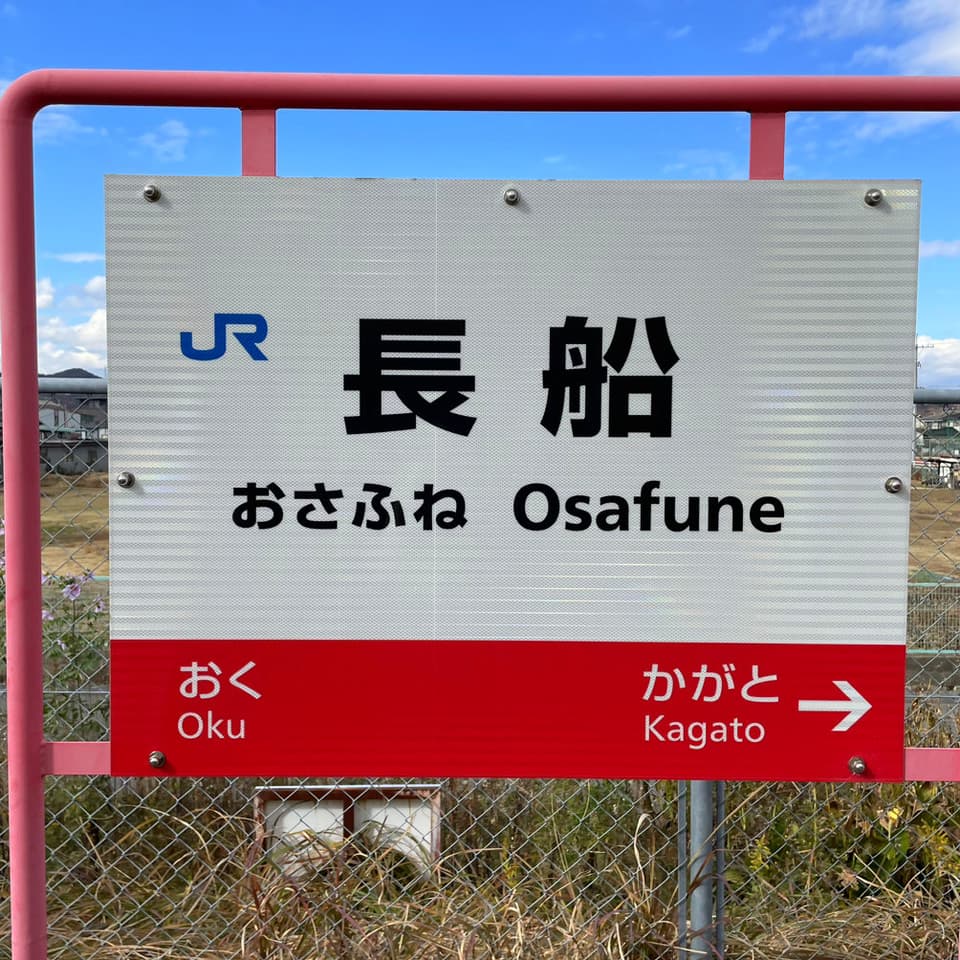 JR 長船
おさふね Osafune
おく かがと →
Oku Kagato